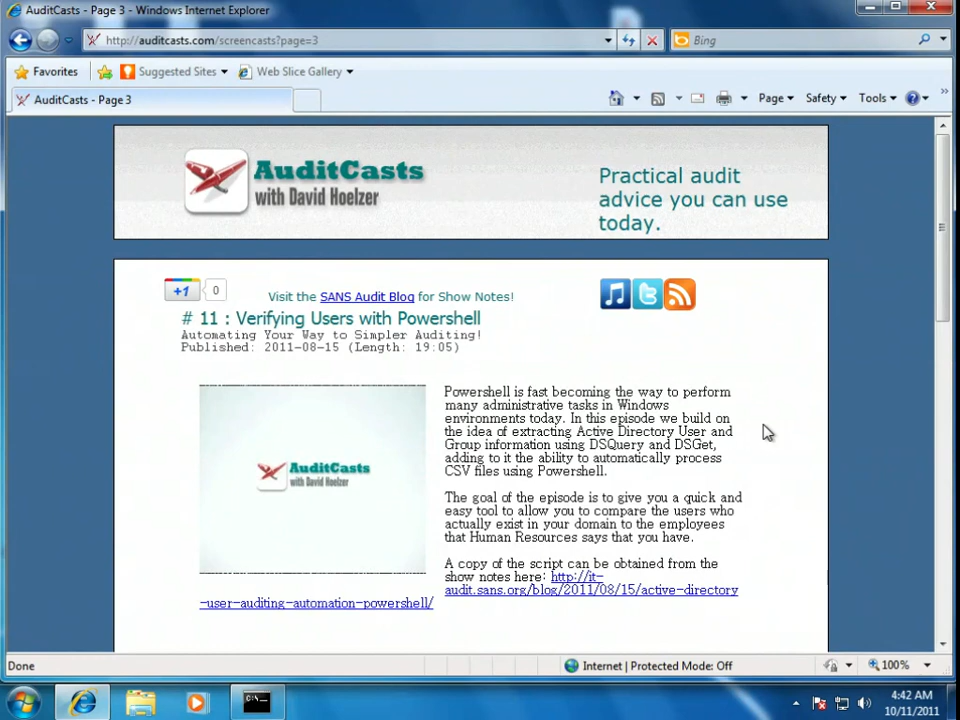 AuditCasts - Page 3 - Windows Internet Explorer
http://auditcasts.com/screencasts?page=3
Bing
Favorites
Suggested Sites
Web Slice Gallery
AuditCasts - Page 3
Page
Safety
Tools
AuditCasts
with David Hoelzer
Practical audit
advice you can use
today.
+1
0
Visit the SANS Audit Blog for Show Notes!
# 11 : Verifying Users with Powershell
Automating Your Way to Simpler Auditing!
Published: 2011-08-15 (Length: 19:05)
AuditCasts
with David Hoelzer
Powershell is fast becoming the way to perform
many administrative tasks in Windows
environments today. In this episode we build on
the idea of extracting Active Directory User and
Group information using DSQuery and DSGet,
adding to it the ability to automatically process
CSV files using Powershell.
The goal of the episode is to give you a quick and
easy tool to allow you to compare the users who
actually exist in your domain to the employees
that Human Resources says that you have.
A copy of the script can be obtained from the
show notes here: http://it-
audit.sans.org/blog/2011/08/15/active-directory
-user-auditing-automation-powershell/
Done
Internet | Protected Mode: Off
100%
C:\
4:42 AM
10/11/2011